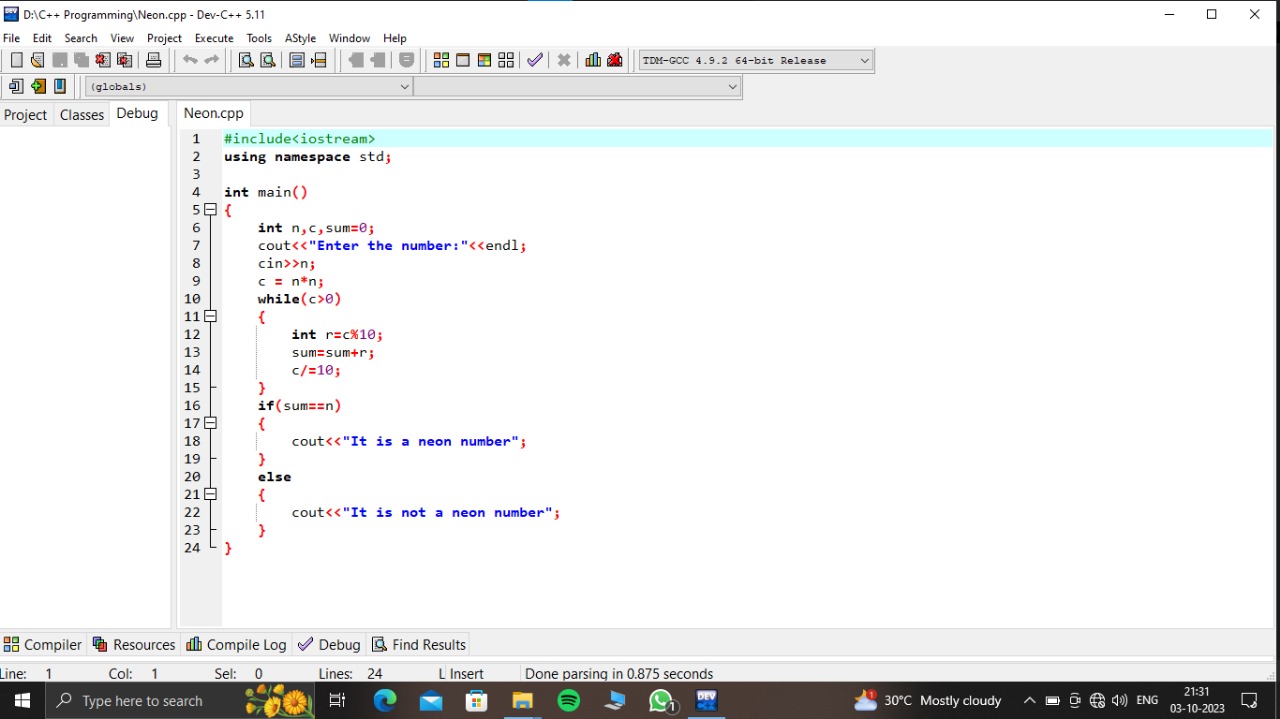 D:\C++ Programming\Neon.cpp - Dev-C++ 5.11
File Edit Search View Project Execute Tools AStyle Window Help
TDM-GCC 4.9.2 64-bit Release
(globals)
Project Classes Debug Neon.cpp
1 #include<iostream>
2 using namespace std;
3
4 int main()
5 {
6 int n,c,sum=0;
7 cout<<"Enter the number:"<<endl;
8 cin>>n;
9 c = n*n;
10 while(c>0)
11 {
12 int r=c%10;
13 sum=sum+r;
14 c/=10;
15 }
16 if(sum==n)
17 {
18 cout<<"It is a neon number";
19 }
20 else
21 {
22 cout<<"It is not a neon number";
23 }
24 }
Compiler Resources Compile Log Debug Find Results
Line: 1 Col: 1 Sel: 0 Lines: 24 L Insert Done parsing in 0.875 seconds
Type here to search 1 DEV 1 30°C Mostly cloudy ENG 21:31
03-10-2023